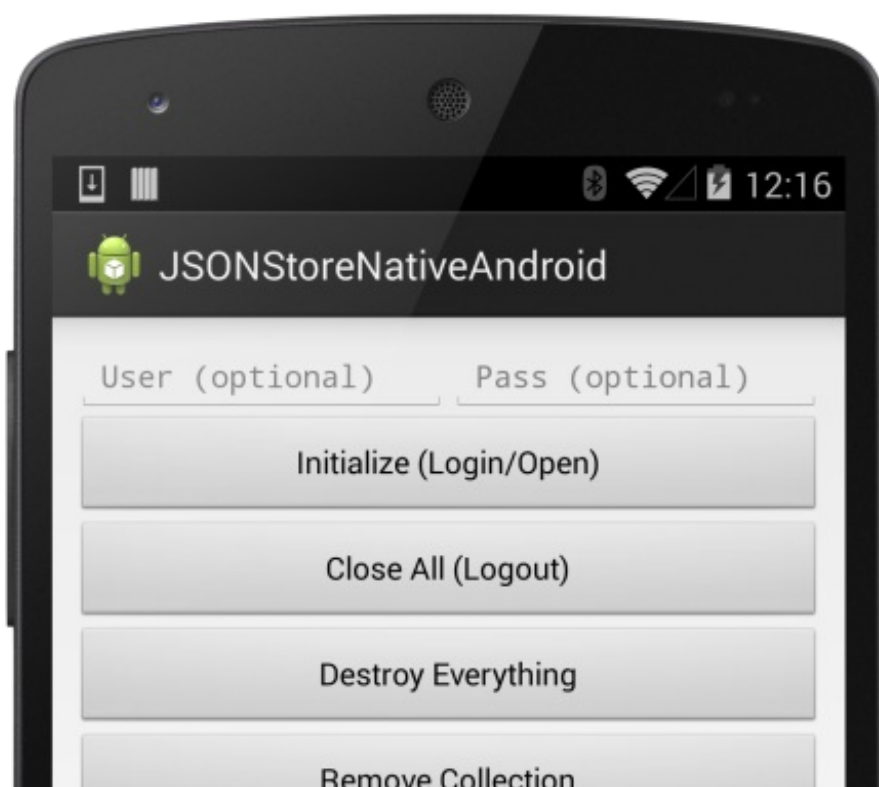 12:16
JSONStoreNativeAndroid
User (optional) Pass (optional)
Initialize (Login/Open)
Close All (Logout)
Destroy Everything
Remove Collection